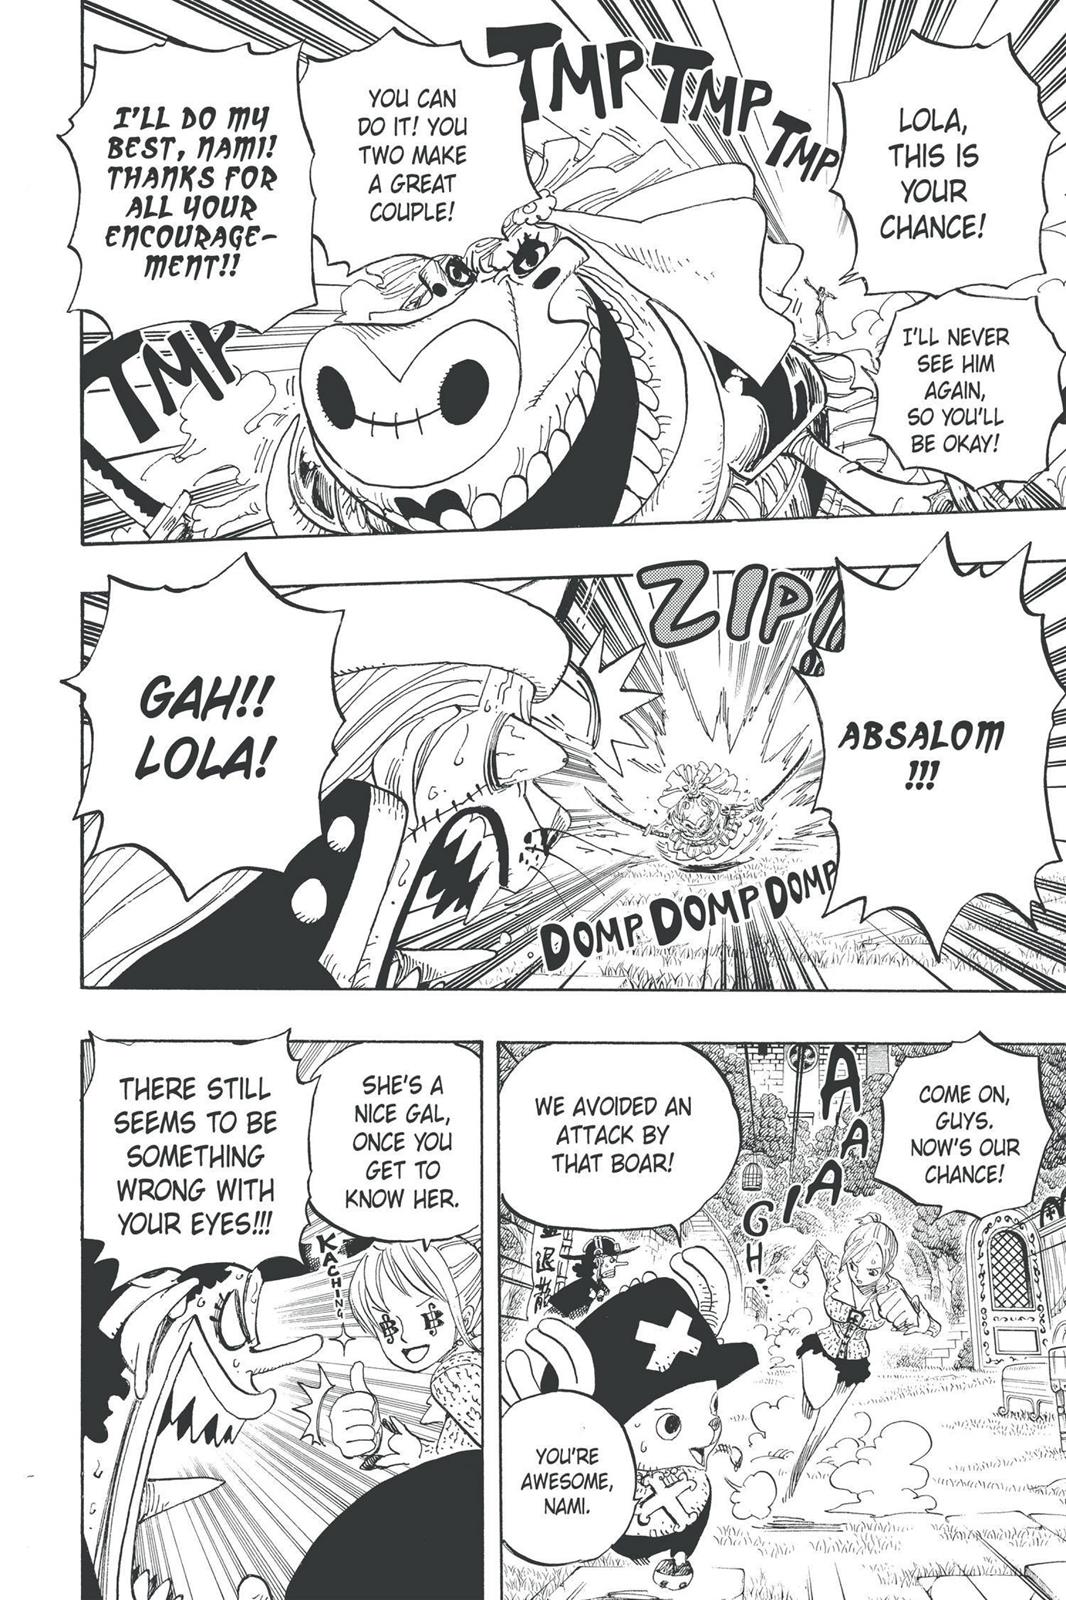 TMP TMP TMP
LOLA,
THIS IS
YOUR
CHANCE!
YOU CAN
DO IT! YOU
TWO MAKE
A GREAT
COUPLE!
I'LL DO MY
BEST, NAMI!
THANKS FOR
ALL YOUR
ENCOURAGE-
MENT!!
I'LL NEVER
SEE HIM
AGAIN,
SO YOU'LL
BE OKAY!
TMP
ZIP!!
ABSALOM
!!!
GAH!!
LOLA!
DOMP DOMP DOMP
COME ON,
GUYS.
NOW'S OUR
CHANCE!
AAAA
GH...
WE AVOIDED AN
ATTACK BY
THAT BOAR!
YOU'RE
AWESOME,
NAMI.
SHE'S A
NICE GAL,
ONCE YOU
GET TO
KNOW HER.
KACHING
THERE STILL
SEEMS TO BE
SOMETHING
WRONG WITH
YOUR EYES!!!